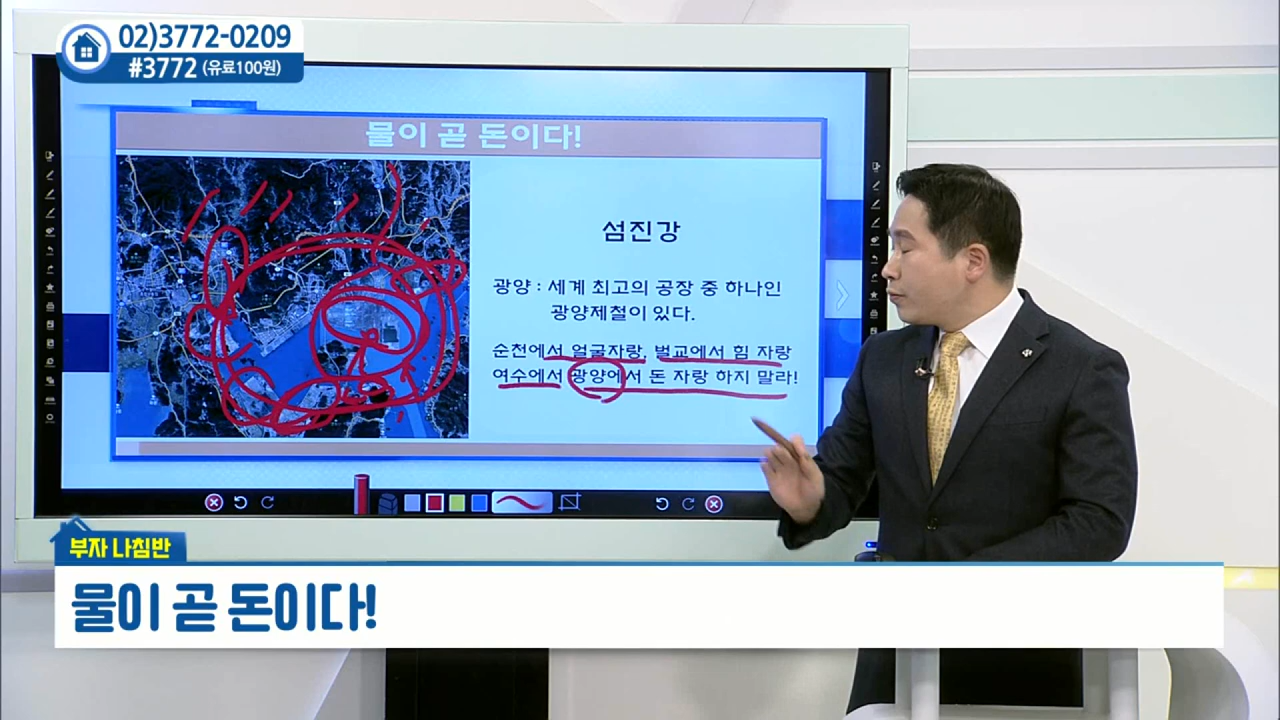 02)3772-0209
#3772 (유료100원)
물이 곧 돈이다!
섬진강
광양 : 세계 최고의 공장 중 하나인
광양제철이 있다.
순천에서 얼굴자랑, 벌교에서 힘 자랑
여수에서 광양에서 돈 자랑 하지 말라!
부자 나침반
물이 곧 돈이다!